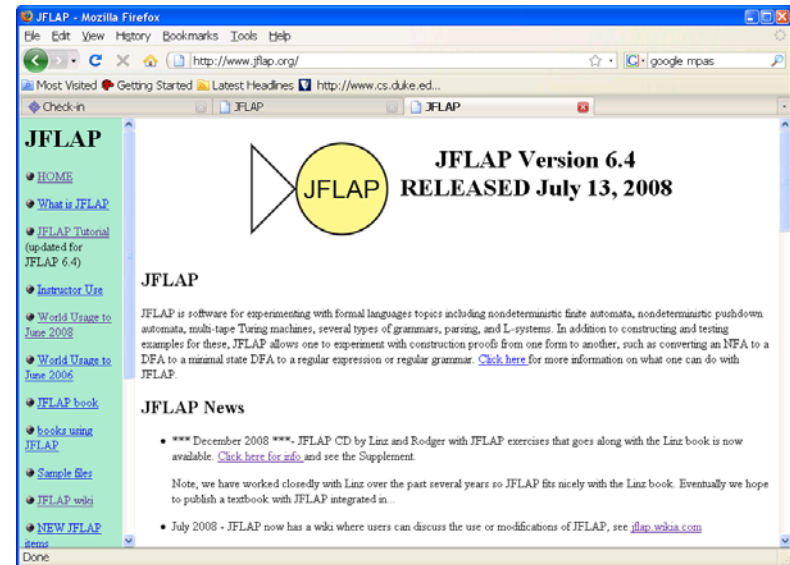 JFLAP - Mozilla Firefox
File Edit View History Bookmarks Tools Help
http://www.jflap.org/
google mpas
Most Visited Getting Started Latest Headlines http://www.cs.duke.ed...
Check-in JFLAP JFLAP
JFLAP
HOME
What is JFLAP
JFLAP Tutorial
(updated for
JFLAP 6.4)
Instructor Use
World Usage to
June 2008
World Usage to
June 2006
JFLAP book
books using
JFLAP
Sample files
JFLAP wiki
NEW JFLAP
items
JFLAP
JFLAP Version 6.4
RELEASED July 13, 2008
JFLAP
JFLAP is software for experimenting with formal languages topics including nondeterministic finite automata, nondeterministic pushdown
automata, multi-tape Turing machines, several types of grammars, parsing, and L-systems. In addition to constructing and testing
examples for these, JFLAP allows one to experiment with construction proofs from one form to another, such as converting an NFA to a
DFA to a minimal state DFA to a regular expression or regular grammar. Click here for more information on what one can do with
JFLAP.
JFLAP News
*** December 2008 ***- JFLAP CD by Linz and Rodger with JFLAP exercises that goes along with the Linz book is now
available. Click here for info and see the Supplement.
Note, we have worked closedly with Linz over the past several years so JFLAP fits nicely with the Linz book. Eventually we hope
to publish a textbook with JFLAP integrated in...
July 2008 - JFLAP now has a wiki where users can discuss the use or modifications of JFLAP, see jflap.wikia.com
Done